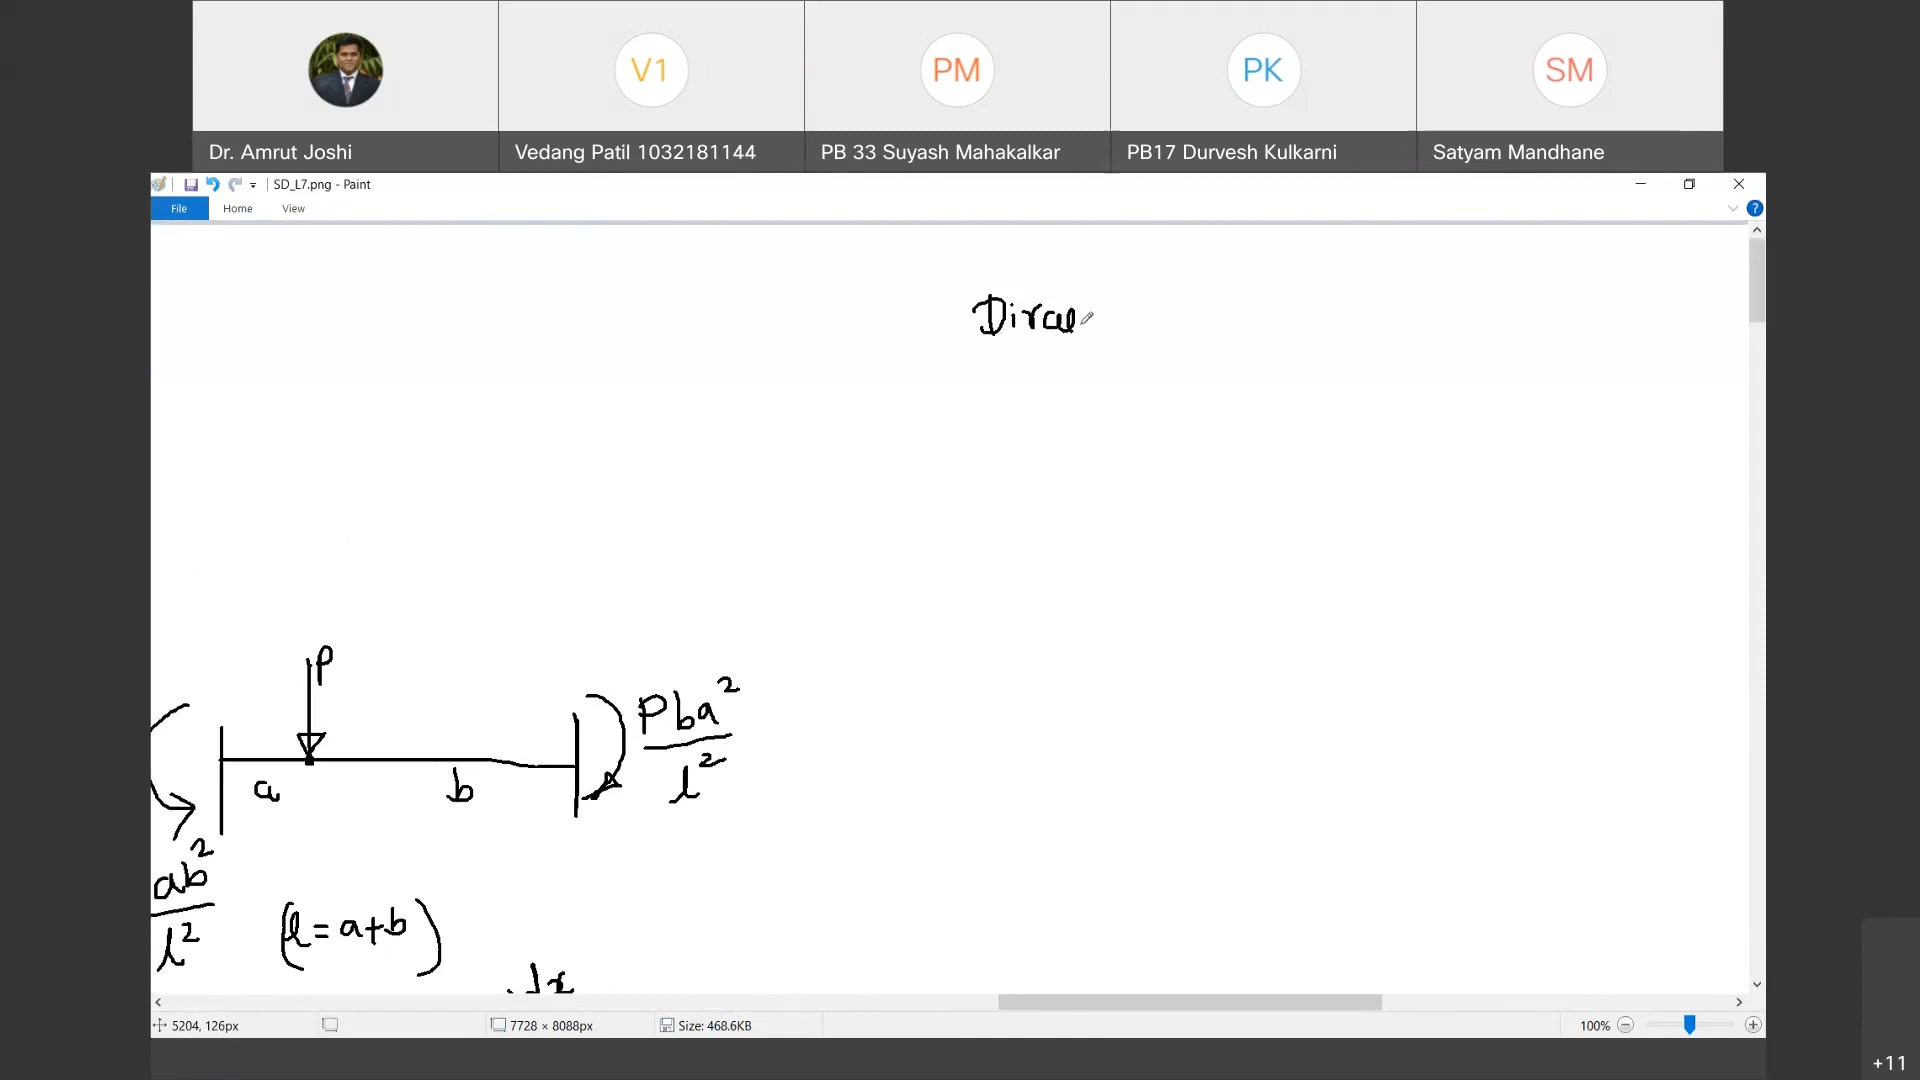 V1
PM
PK
SM
Dr. Amrut Joshi
Vedang Patil 1032181144
PB 33 Suyash Mahakalkar
PB17 Durvesh Kulkarni
Satyam Mandhane
SD_L7.png - Paint
File
Home
View
?
P
a
b
Pba²
l²
ab²
l²
(l = a+b)
5204, 126px
7728 × 8088px
Size: 468.6KB
100%
+11